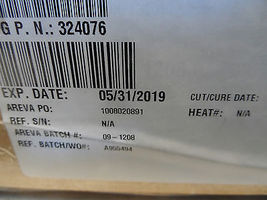 G P. N.: 324076
EXP. DATE: 05/31/2019 CUT/CURE DATE:
AREVA PO: 1008020891 HEAT#: N/A
REF. S/N: N/A
AREVA BATCH #: 09-1208
REF. BATCH/WO#: A955494